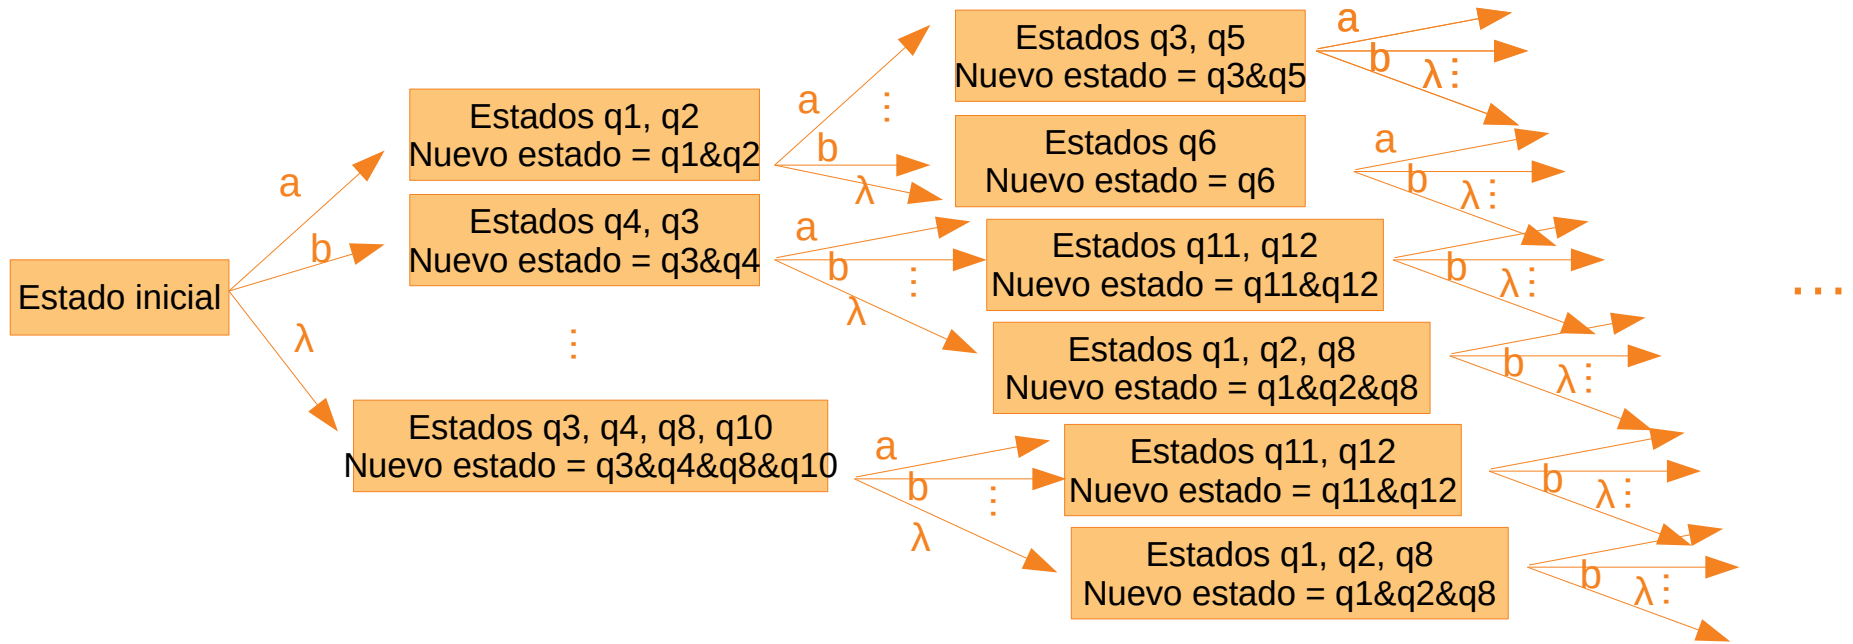 Estado inicial
a
b
λ
Estados q1, q2
Nuevo estado = q1&q2
Estados q4, q3
Nuevo estado = q3&q4
⋮
Estados q3, q4, q8, q10
Nuevo estado = q3&q4&q8&q10
a
⋮
b
λ
a
b
⋮
λ
a
b
⋮
λ
Estados q3, q5
Nuevo estado = q3&q5
Estados q6
Nuevo estado = q6
Estados q11, q12
Nuevo estado = q11&q12
Estados q1, q2, q8
Nuevo estado = q1&q2&q8
Estados q11, q12
Nuevo estado = q11&q12
Estados q1, q2, q8
Nuevo estado = q1&q2&q8
a
b
λ⋮
a
b
λ⋮
b
λ⋮
b
λ⋮
b
λ⋮
b
λ⋮
...